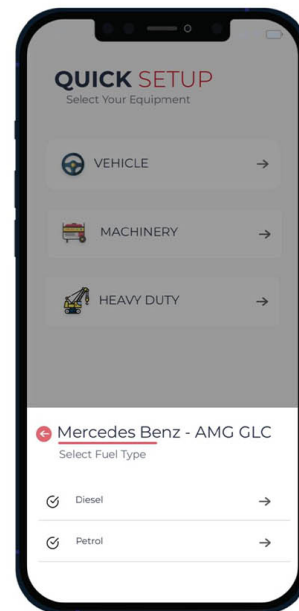 QUICK SETUP
Select Your Equipment
VEHICLE
MACHINERY
HEAVY DUTY
Mercedes Benz - AMG GLC
Select Fuel Type
Diesel
Petrol